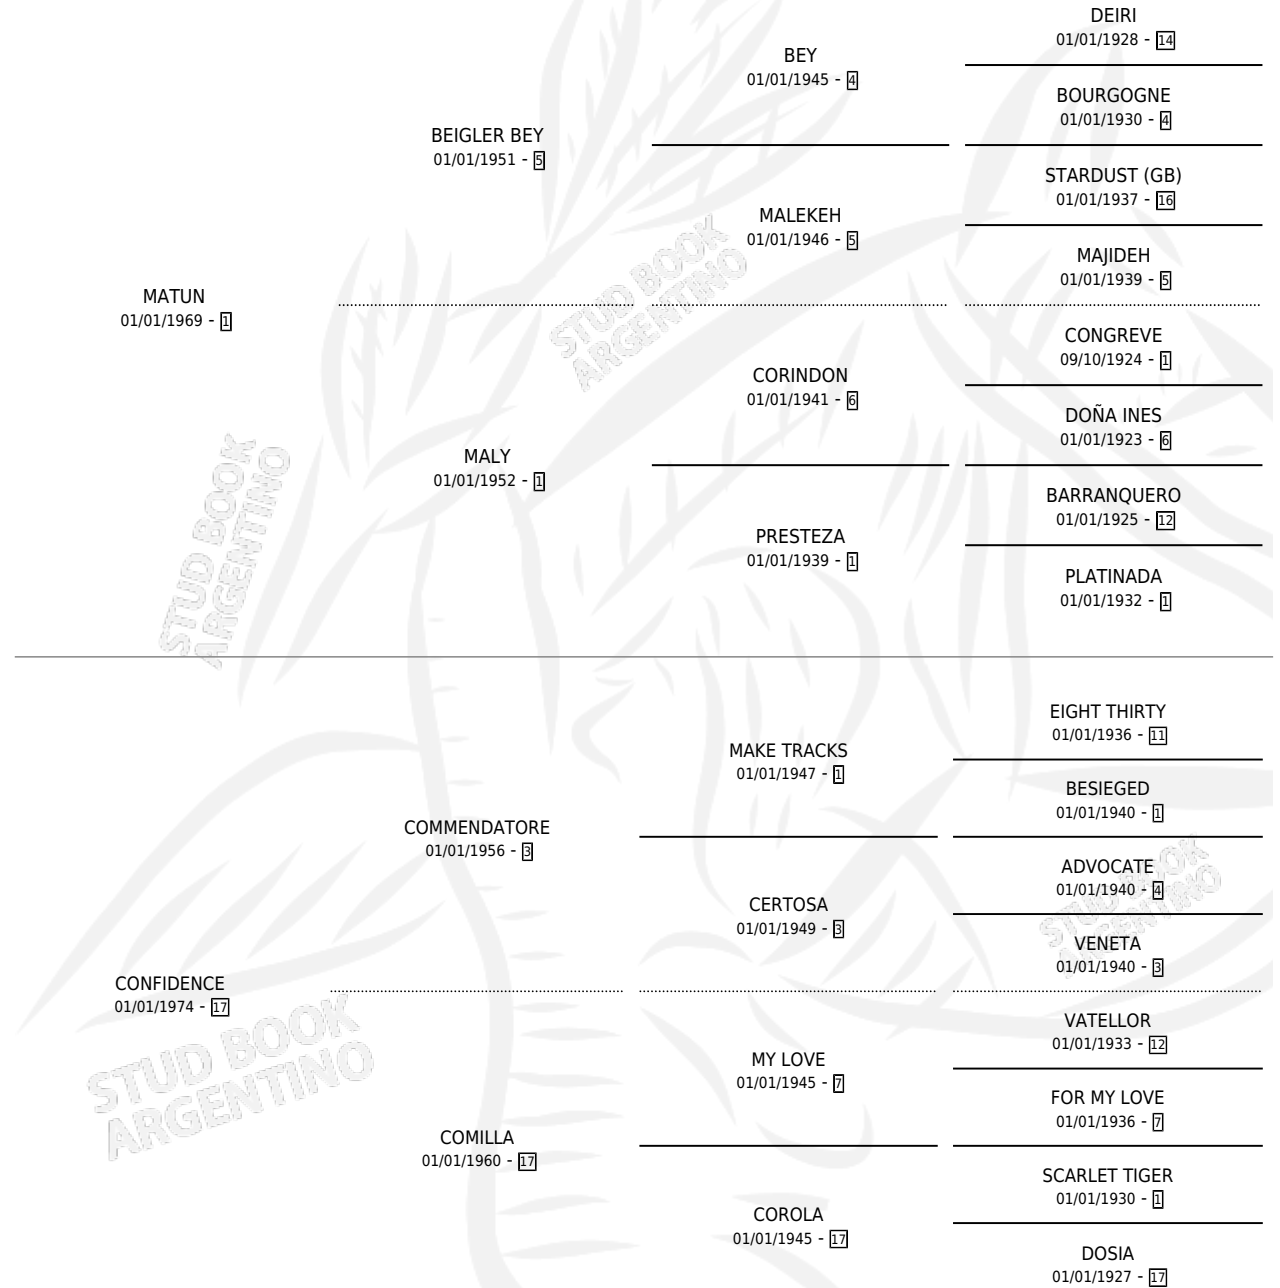 DEIRI
01/01/1928 - 14
BEY
01/01/1945 - 4
BOURGOGNE
01/01/1930 - 4
BEIGLER BEY
01/01/1951 - 5
STARDUST (GB)
01/01/1937 - 16
MALEKEH
01/01/1946 - 5
MAJIDEH
01/01/1939 - 5
MATUN
01/01/1969 - 1
CONGREVE
09/10/1924 - 1
CORINDON
01/01/1941 - 6
DOÑA INES
01/01/1923 - 6
MALY
01/01/1952 - 1
BARRANQUERO
01/01/1925 - 12
PRESTEZA
01/01/1939 - 1
PLATINADA
01/01/1932 - 1
EIGHT THIRTY
01/01/1936 - 11
MAKE TRACKS
01/01/1947 - 1
BESIEGED
01/01/1940 - 1
COMMENDATORE
01/01/1956 - 3
ADVOCATE
01/01/1940 - 4
CERTOSA
01/01/1949 - 3
VENETA
01/01/1940 - 3
CONFIDENCE
01/01/1974 - 17
VATELLOR
01/01/1933 - 12
MY LOVE
01/01/1945 - 7
FOR MY LOVE
01/01/1936 - 7
COMILLA
01/01/1960 - 17
SCARLET TIGER
01/01/1930 - 1
COROLA
01/01/1945 - 17
DOSIA
01/01/1927 - 17
STUD BOOK
ARGENTINO
STUD BOOK
ARGENTINO
STUD BOOK
ARGENTINO
STUD BOOK
ARGENTINO